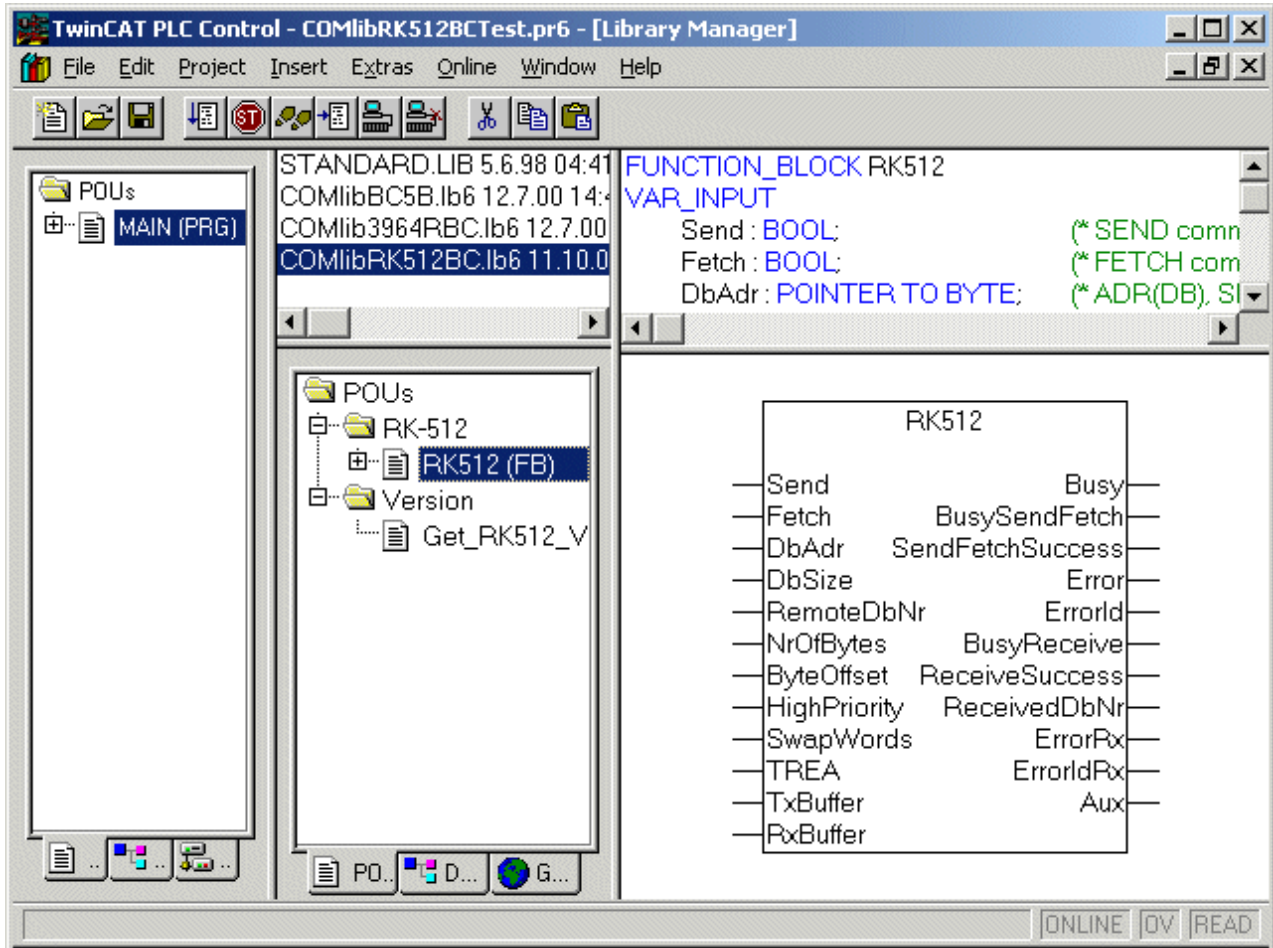 TwinCAT PLC Control - COMlibRK512BCTest.pr6 - [Library Manager]
File Edit Project Insert Extras Online Window Help
ST
POUs
MAIN (PRG)
STANDARD.LIB 5.6.98 04:41
COMlibBC5B.lb6 12.7.00 14:4
COMlib3964RBC.lb6 12.7.00
COMlibRK512BC.lb6 11.10.0
FUNCTION_BLOCK RK512
VAR_INPUT
Send : BOOL; (* SEND comm
Fetch : BOOL; (* FETCH com
DbAdr : POINTER TO BYTE; (* ADR(DB), SI
POUs
RK-512
RK512 (FB)
Version
Get_RK512_V
RK512
Send Busy
Fetch BusySendFetch
DbAdr SendFetchSuccess
DbSize Error
RemoteDbNr ErrorId
NrOfBytes BusyReceive
ByteOffset ReceiveSuccess
HighPriority ReceivedDbNr
SwapWords ErrorRx
TREA ErrorIdRx
TxBuffer Aux
RxBuffer
.. .. ..
PO.. D... G...
ONLINE OV READ